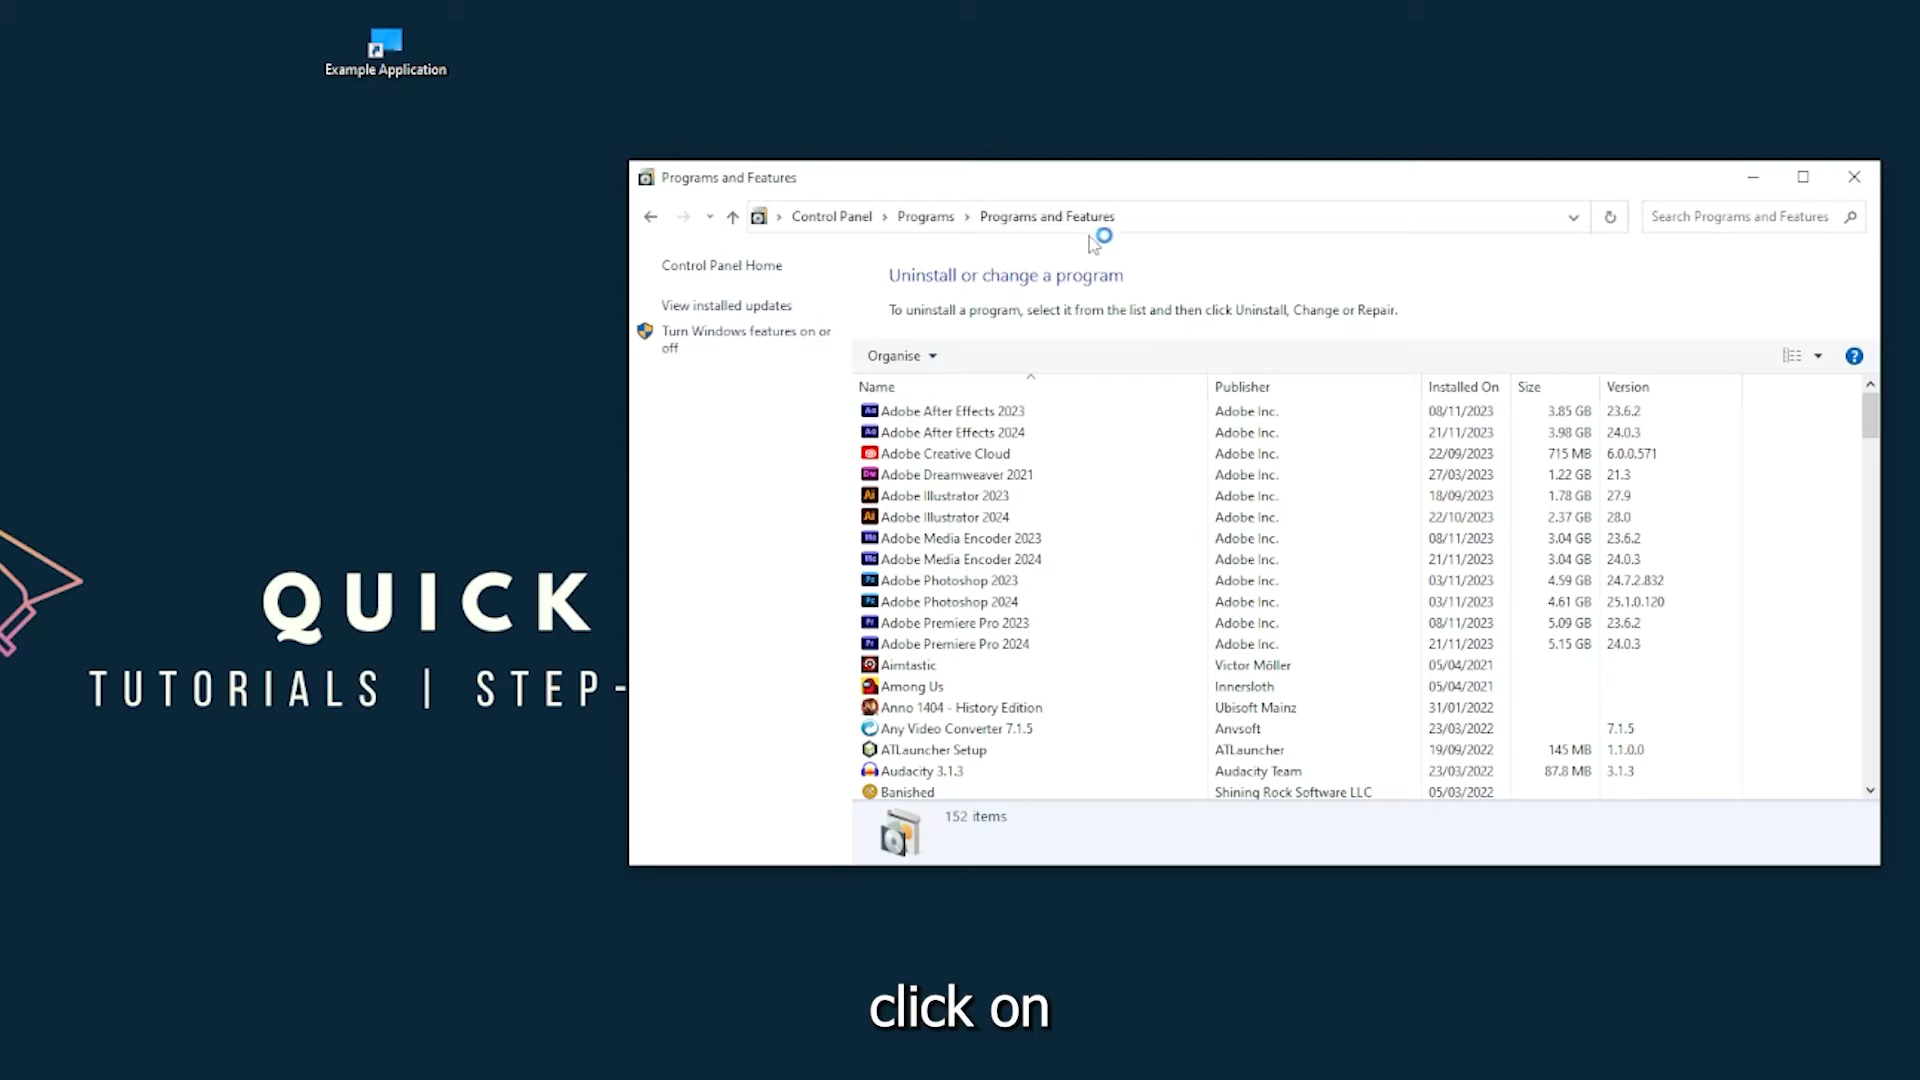 Example Application
Programs and Features
Control Panel > Programs > Programs and Features
Search Programs and Features
Control Panel Home
View installed updates
Turn Windows features on or
off
Uninstall or change a program
To uninstall a program, select it from the list and then click Uninstall, Change or Repair.
Organise
Name Publisher Installed On Size Version
Adobe After Effects 2023 Adobe Inc. 08/11/2023 3.85 GB 23.6.2
Adobe After Effects 2024 Adobe Inc. 21/11/2023 3.98 GB 24.0.3
Adobe Creative Cloud Adobe Inc. 22/09/2023 715 MB 6.0.0.571
Adobe Dreamweaver 2021 Adobe Inc. 27/03/2023 1.22 GB 21.3
Adobe Illustrator 2023 Adobe Inc. 18/09/2023 1.78 GB 27.9
Adobe Illustrator 2024 Adobe Inc. 22/10/2023 2.37 GB 28.0
Adobe Media Encoder 2023 Adobe Inc. 08/11/2023 3.04 GB 23.6.2
Adobe Media Encoder 2024 Adobe Inc. 21/11/2023 3.04 GB 24.0.3
Adobe Photoshop 2023 Adobe Inc. 03/11/2023 4.59 GB 24.7.2.832
Adobe Photoshop 2024 Adobe Inc. 03/11/2023 4.61 GB 25.1.0.120
Adobe Premiere Pro 2023 Adobe Inc. 08/11/2023 5.09 GB 23.6.2
Adobe Premiere Pro 2024 Adobe Inc. 21/11/2023 5.15 GB 24.0.3
Aimtastic Victor Möller 05/04/2021
Among Us Innersloth 05/04/2021
Anno 1404 - History Edition Ubisoft Mainz 31/01/2022
Any Video Converter 7.1.5 Anvsoft 23/03/2022 7.1.5
ATLauncher Setup ATLauncher 19/09/2022 145 MB 1.1.0.0
Audacity 3.1.3 Audacity Team 23/03/2022 87.8 MB 3.1.3
Banished Shining Rock Software LLC 05/03/2022
152 items
QUICK
TUTORIALS | STEP-
click on